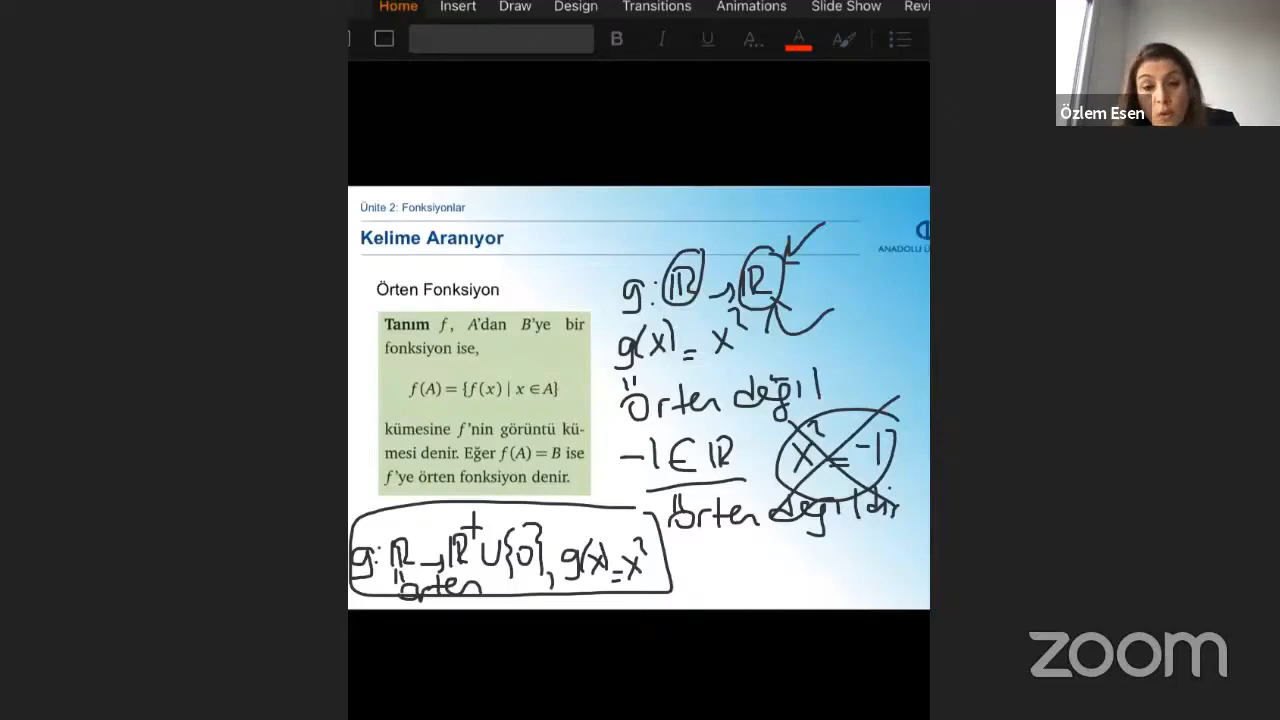 Home Insert Draw Design Transitions Animations Slide Show Revi
B I U A... A A
Özlem Esen
Ünite 2: Fonksiyonlar
Kelime Aranıyor
ANADOLU Ü
Örten Fonksiyon
Tanım f, A'dan B'ye bir
fonksiyon ise,
f(A) = {f(x) | x ∈ A}
kümesine f'nin görüntü kü-
mesi denir. Eğer f(A) = B ise
f'ye örten fonksiyon denir.
g: ℝ → ℝ
g(x) = x²
örten değil
-1 ∈ ℝ x² = -1
örten değildir
g: ℝ → ℝ⁺ ∪ {0}, g(x) = x²
örten
zoom